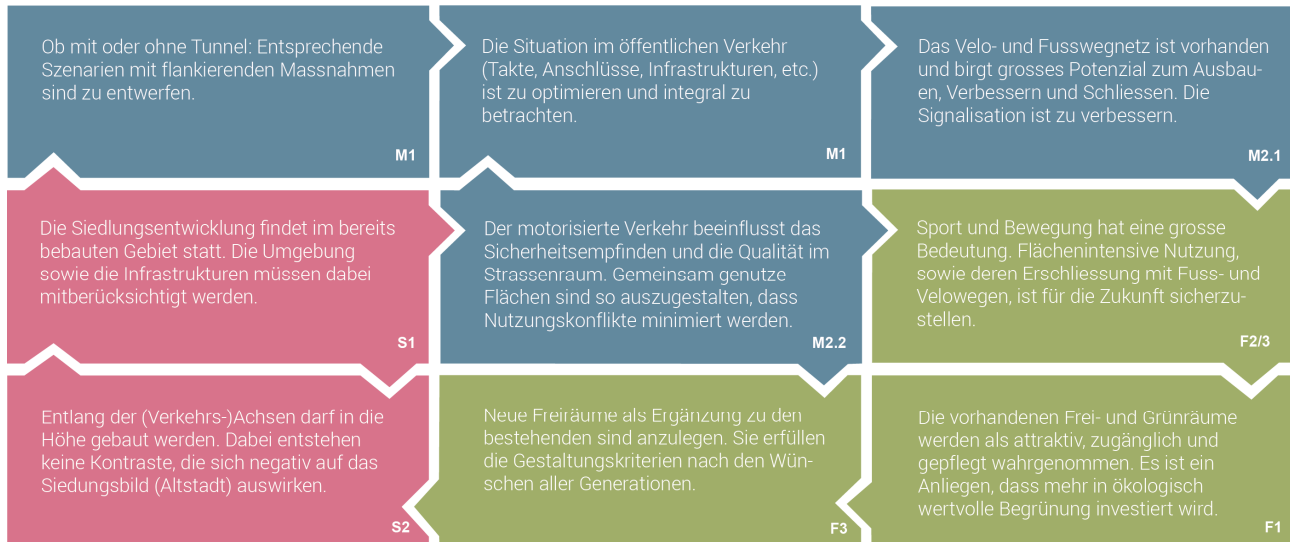 Ob mit oder ohne Tunnel: Entsprechende
Szenarien mit flankierenden Massnahmen
sind zu entwerfen.
M1
Die Situation im öffentlichen Verkehr
(Takte, Anschlüsse, Infrastrukturen, etc.)
ist zu optimieren und integral zu
betrachten.
M1
Das Velo- und Fusswegnetz ist vorhanden
und birgt grosses Potenzial zum Ausbau-
en, Verbessern und Schliessen. Die
Signalisation ist zu verbessern.
M2.1
Die Siedlungsentwicklung findet im bereits
bebauten Gebiet statt. Die Umgebung
sowie die Infrastrukturen müssen dabei
mitberücksichtigt werden.
S1
Der motorisierte Verkehr beeinflusst das
Sicherheitsempfinden und die Qualität im
Strassenraum. Gemeinsam genutze
Flächen sind so auszugestalten, dass
Nutzungskonflikte minimiert werden.
M2.2
Sport und Bewegung hat eine grosse
Bedeutung. Flächenintensive Nutzung,
sowie deren Erschliessung mit Fuss- und
Velowegen, ist für die Zukunft sicherzu-
stellen.
F2/3
Entlang der (Verkehrs-)Achsen darf in die
Höhe gebaut werden. Dabei entstehen
keine Kontraste, die sich negativ auf das
Siedungsbild (Altstadt) auswirken.
S2
Neue Freiräume als Ergänzung zu den
bestehenden sind anzulegen. Sie erfüllen
die Gestaltungskriterien nach den Wün-
schen aller Generationen.
F3
Die vorhandenen Frei- und Grünräume
werden als attraktiv, zugänglich und
gepflegt wahrgenommen. Es ist ein
Anliegen, dass mehr in ökologisch
wertvolle Begrünung investiert wird.
F1